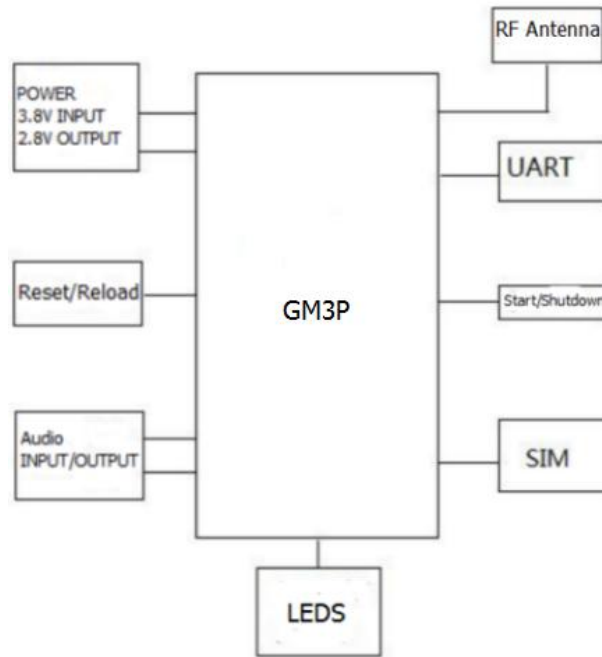 RF Antenna
POWER
3.8V INPUT
2.8V OUTPUT
UART
Reset/Reload
GM3P
Start/Shutdown
Audio
INPUT/OUTPUT
SIM
LEDS